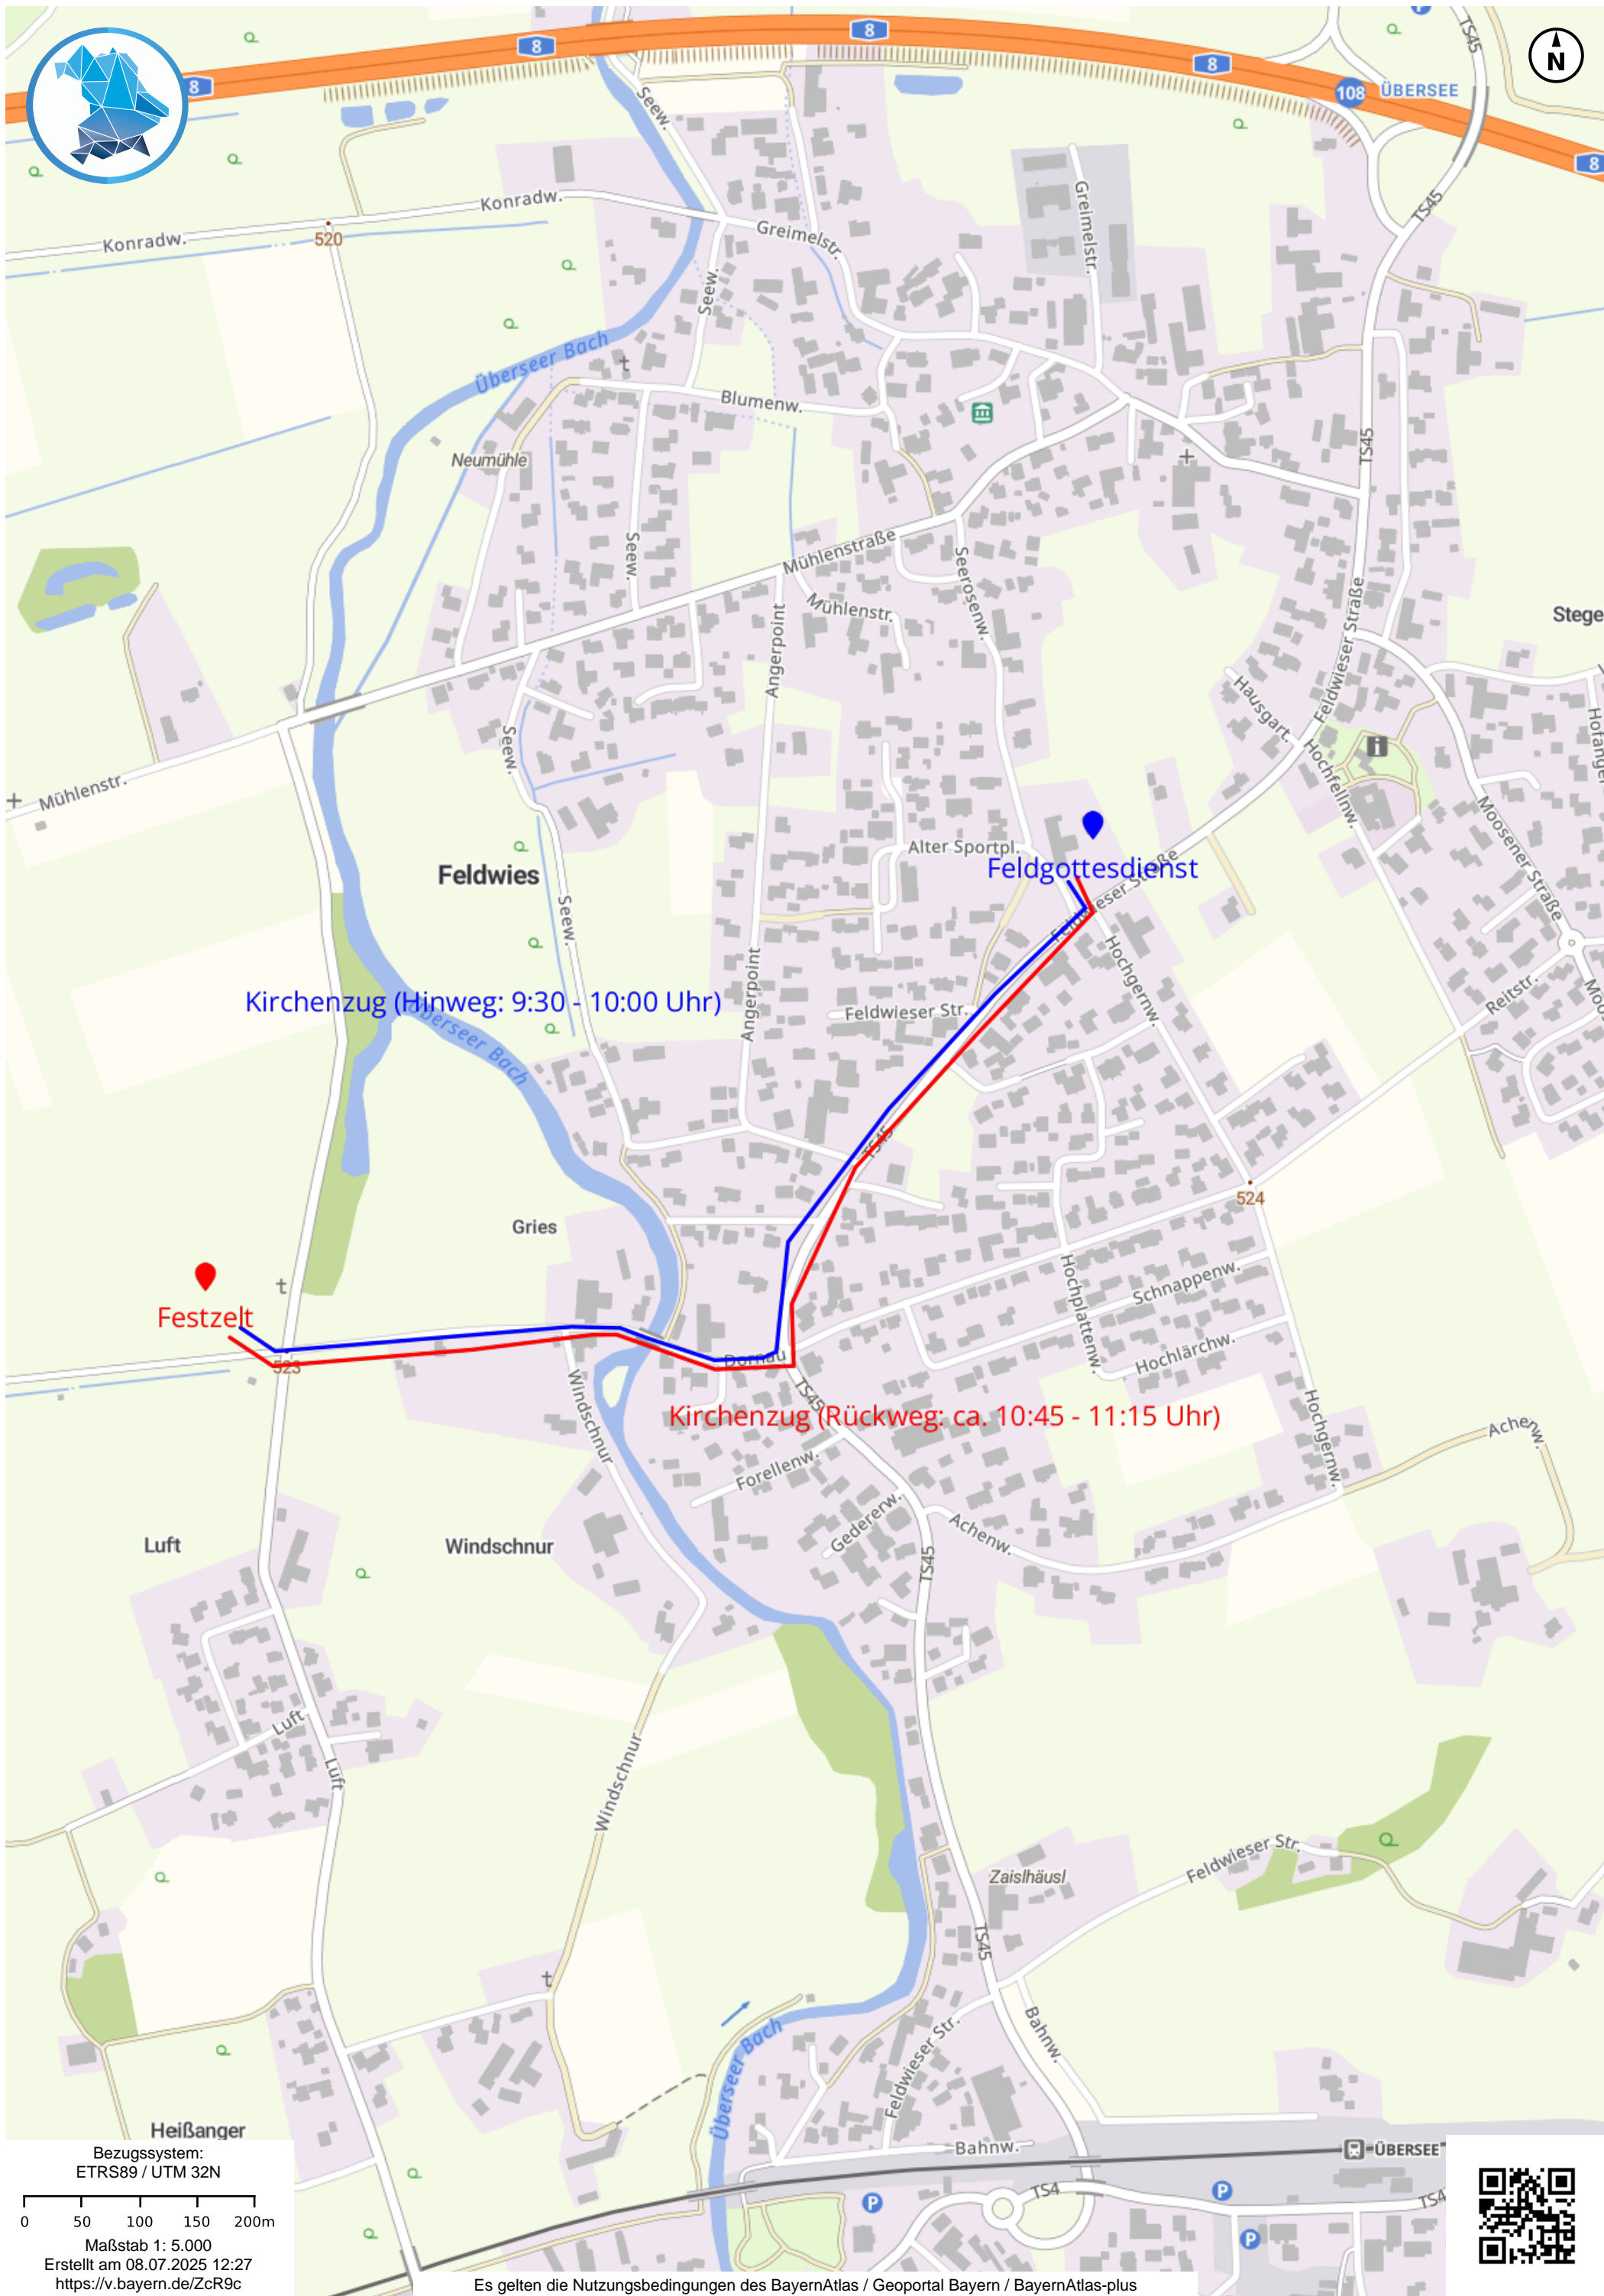 8
8
8
8
8
108 ÜBERSEE
TS45
N
Seew.
Konradw.
Konradw.
520
Greimelstr.
Greimelstr.
TS45
Seew.
Überseer Bach
Blumenw.
Neumühle
TS45
Mühlenstraße
Seew.
Mühlenstr.
Seerosenw.
Angerpoint
Feldwieser Straße
Stege
Hausgart.
Hochfellnw.
Hofanger
Seew.
Mühlenstr.
Moosener Straße
Alter Sportpl.
Feldgottesdienst
Feldwieser Straße
Feldwies
Seew.
Angerpoint
Hochgernw.
Kirchenzug (Hinweg: 9:30 - 10:00 Uhr)
Feldwieser Str.
Reitstr.
Überseer Bach
TS45
524
Gries
Hochplattenw.
Schnappenw.
Festzelt
Hochlärchw.
523
Dornau
Windschnur
TS45
Kirchenzug (Rückweg: ca. 10:45 - 11:15 Uhr)
Hochgernw.
Achenw.
Forellenw.
Gedererw.
Achenw.
Luft
Windschnur
TS45
Luft
Luft
Windschnur
Feldwieser Str.
Zaislhäusl
TS45
Bahnw.
Feldwieser Str.
Überseer Bach
Heißanger
Bahnw.
ÜBERSEE
P
TS4
P
TS4
P
Bezugssystem:
ETRS89 / UTM 32N
0 50 100 150 200m
Maßstab 1: 5.000
Erstellt am 08.07.2025 12:27
https://v.bayern.de/ZcR9c
Es gelten die Nutzungsbedingungen des BayernAtlas / Geoportal Bayern / BayernAtlas-plus